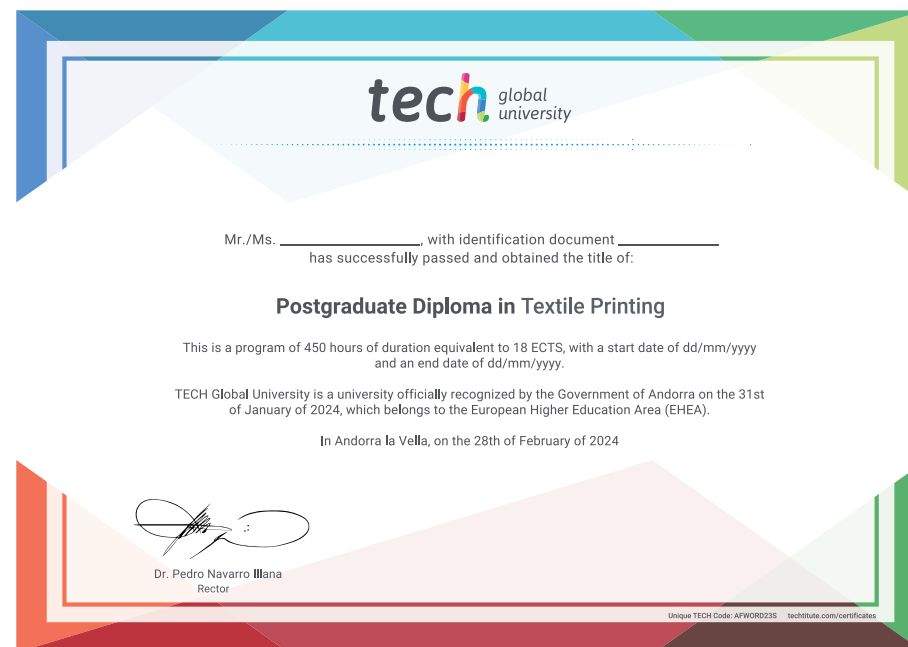 tech global university
Mr./Ms. ____________________, with identification document ______________
has successfully passed and obtained the title of:
Postgraduate Diploma in Textile Printing
This is a program of 450 hours of duration equivalent to 18 ECTS, with a start date of dd/mm/yyyy
and an end date of dd/mm/yyyy.
TECH Global University is a university officially recognized by the Government of Andorra on the 31st
of January of 2024, which belongs to the European Higher Education Area (EHEA).
In Andorra la Vella, on the 28th of February of 2024
Dr. Pedro Navarro Illana
Rector
Unique TECH Code: AFWORD23S techtitute.com/certificates